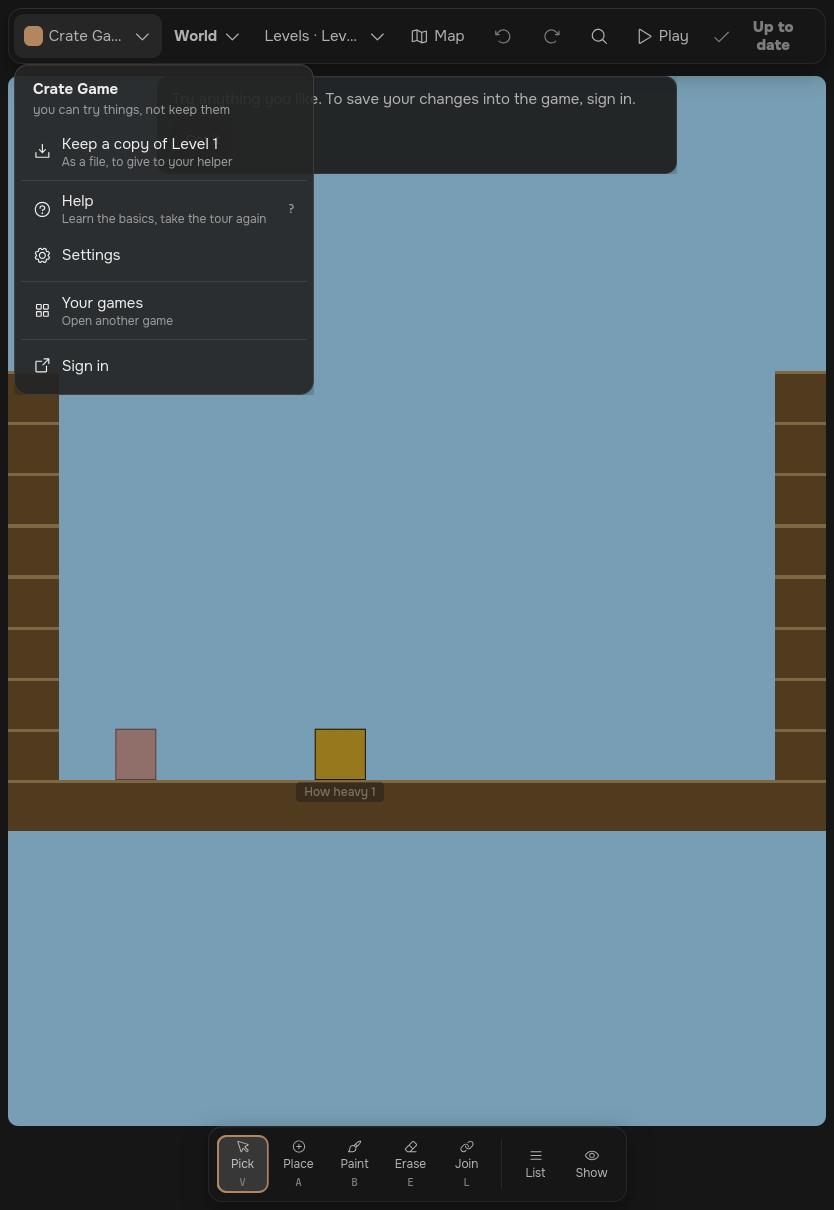 Crate Ga...
World
Levels · Lev...
Map
Play
Up to
date
Crate Game
you can try things, not keep them
Try anything you like. To save your changes into the game, sign in.
Keep a copy of Level 1
As a file, to give to your helper
Help
Learn the basics, take the tour again
?
Settings
Your games
Open another game
Sign in
How heavy 1
Pick
Place
Paint
Erase
Join
List
Show
V
A
B
E
L